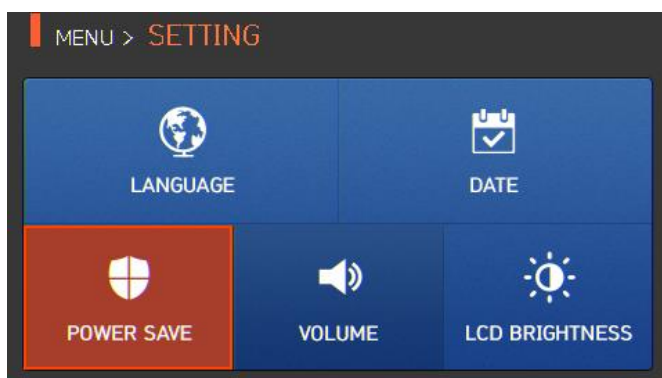 MENU > SETTING
LANGUAGE
DATE
POWER SAVE
VOLUME
LCD BRIGHTNESS